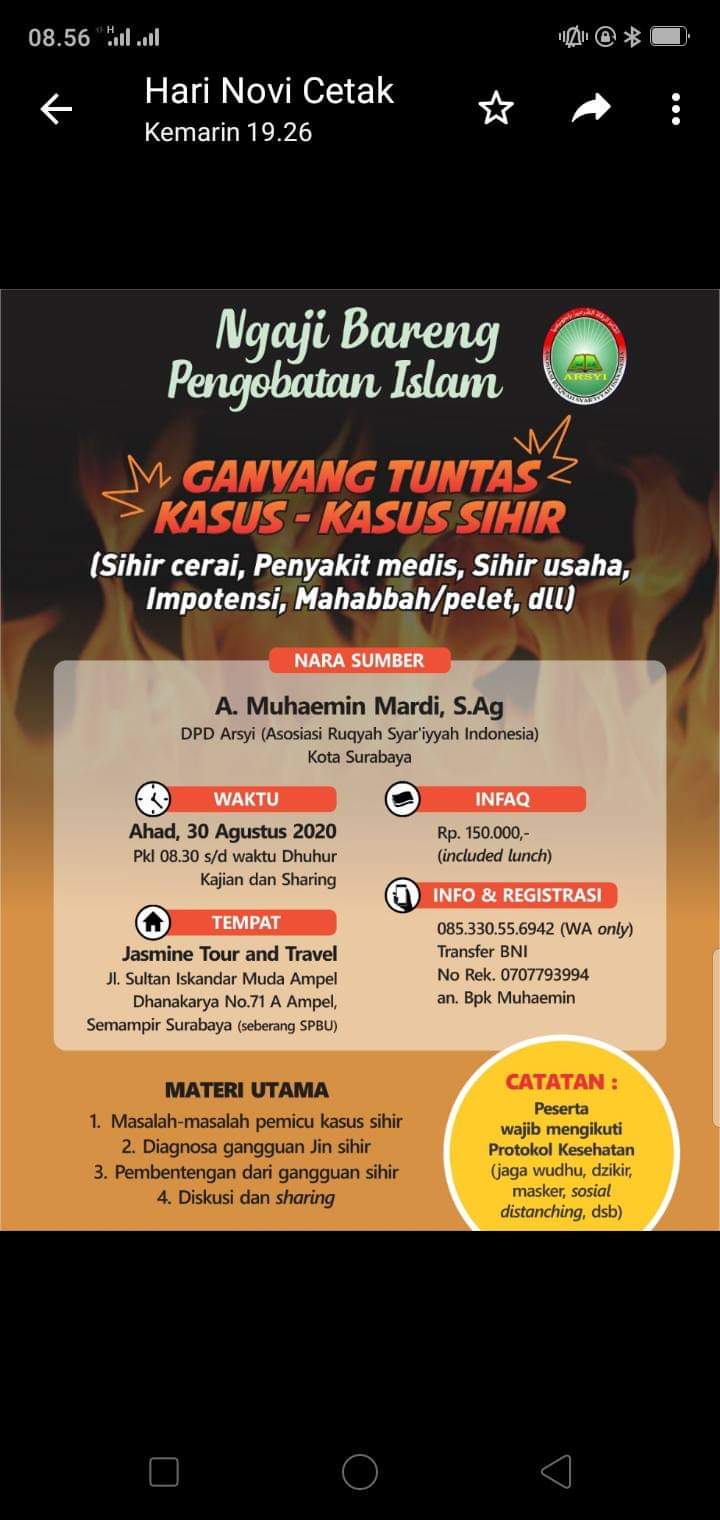 08.56
H
Hari Novi Cetak
Kemarin 19.26
Ngaji Bareng
Pengobatan Islam
ARSYI
GANYANG TUNTAS
KASUS - KASUS SIHIR
(Sihir cerai, Penyakit medis, Sihir usaha,
Impotensi, Mahabbah/pelet, dll)
NARA SUMBER
A. Muhaemin Mardi, S.Ag
DPD Arsyi (Asosiasi Ruqyah Syar'iyyah Indonesia)
Kota Surabaya
WAKTU
Ahad, 30 Agustus 2020
Pkl 08.30 s/d waktu Dhuhur
Kajian dan Sharing
TEMPAT
Jasmine Tour and Travel
Jl. Sultan Iskandar Muda Ampel
Dhanakarya No.71 A Ampel,
Semampir Surabaya (seberang SPBU)
INFAQ
Rp. 150.000,-
(included lunch)
INFO & REGISTRASI
085.330.55.6942 (WA only)
Transfer BNI
No Rek. 0707793994
an. Bpk Muhaemin
MATERI UTAMA
1. Masalah-masalah pemicu kasus sihir
2. Diagnosa gangguan Jin sihir
3. Pembentengan dari gangguan sihir
4. Diskusi dan sharing
CATATAN :
Peserta
wajib mengikuti
Protokol Kesehatan
(jaga wudhu, dzikir,
masker, sosial
distanching, dsb)